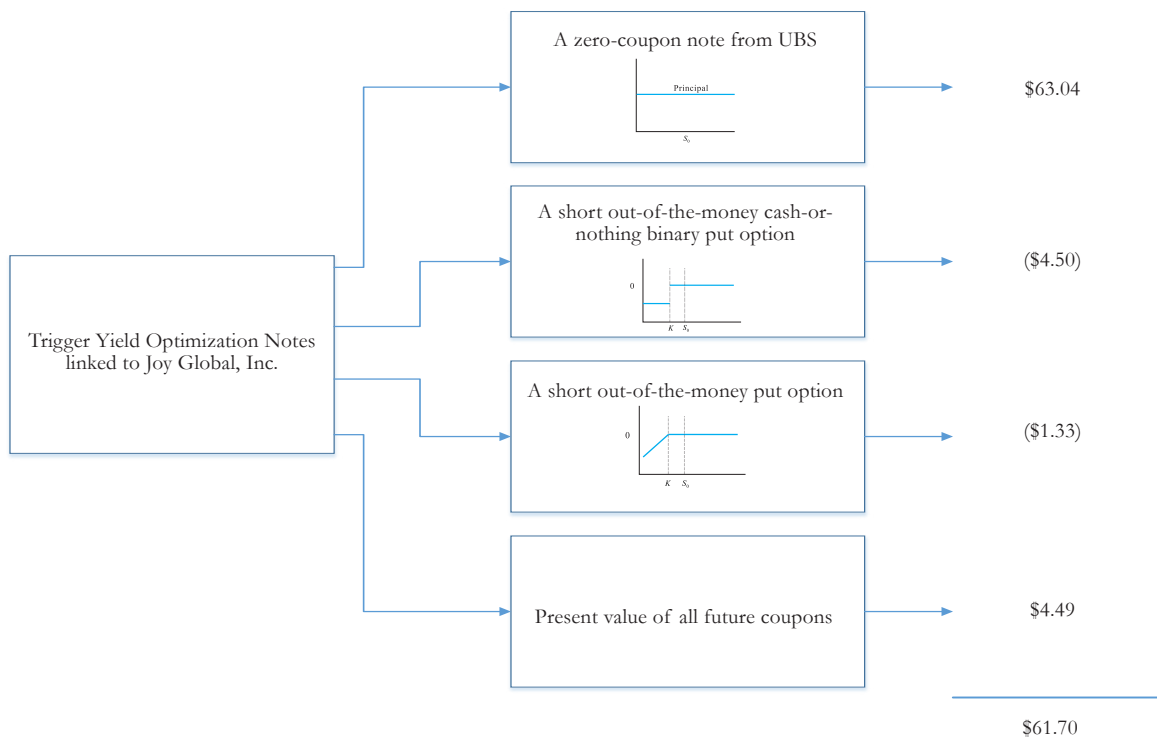 A zero-coupon note from UBS
Principal
S₀
$63.04
A short out-of-the-money cash-or-
nothing binary put option
0
K S₀
($4.50)
Trigger Yield Optimization Notes
linked to Joy Global, Inc.
A short out-of-the-money put option
0
K S₀
($1.33)
Present value of all future coupons
$4.49
$61.70